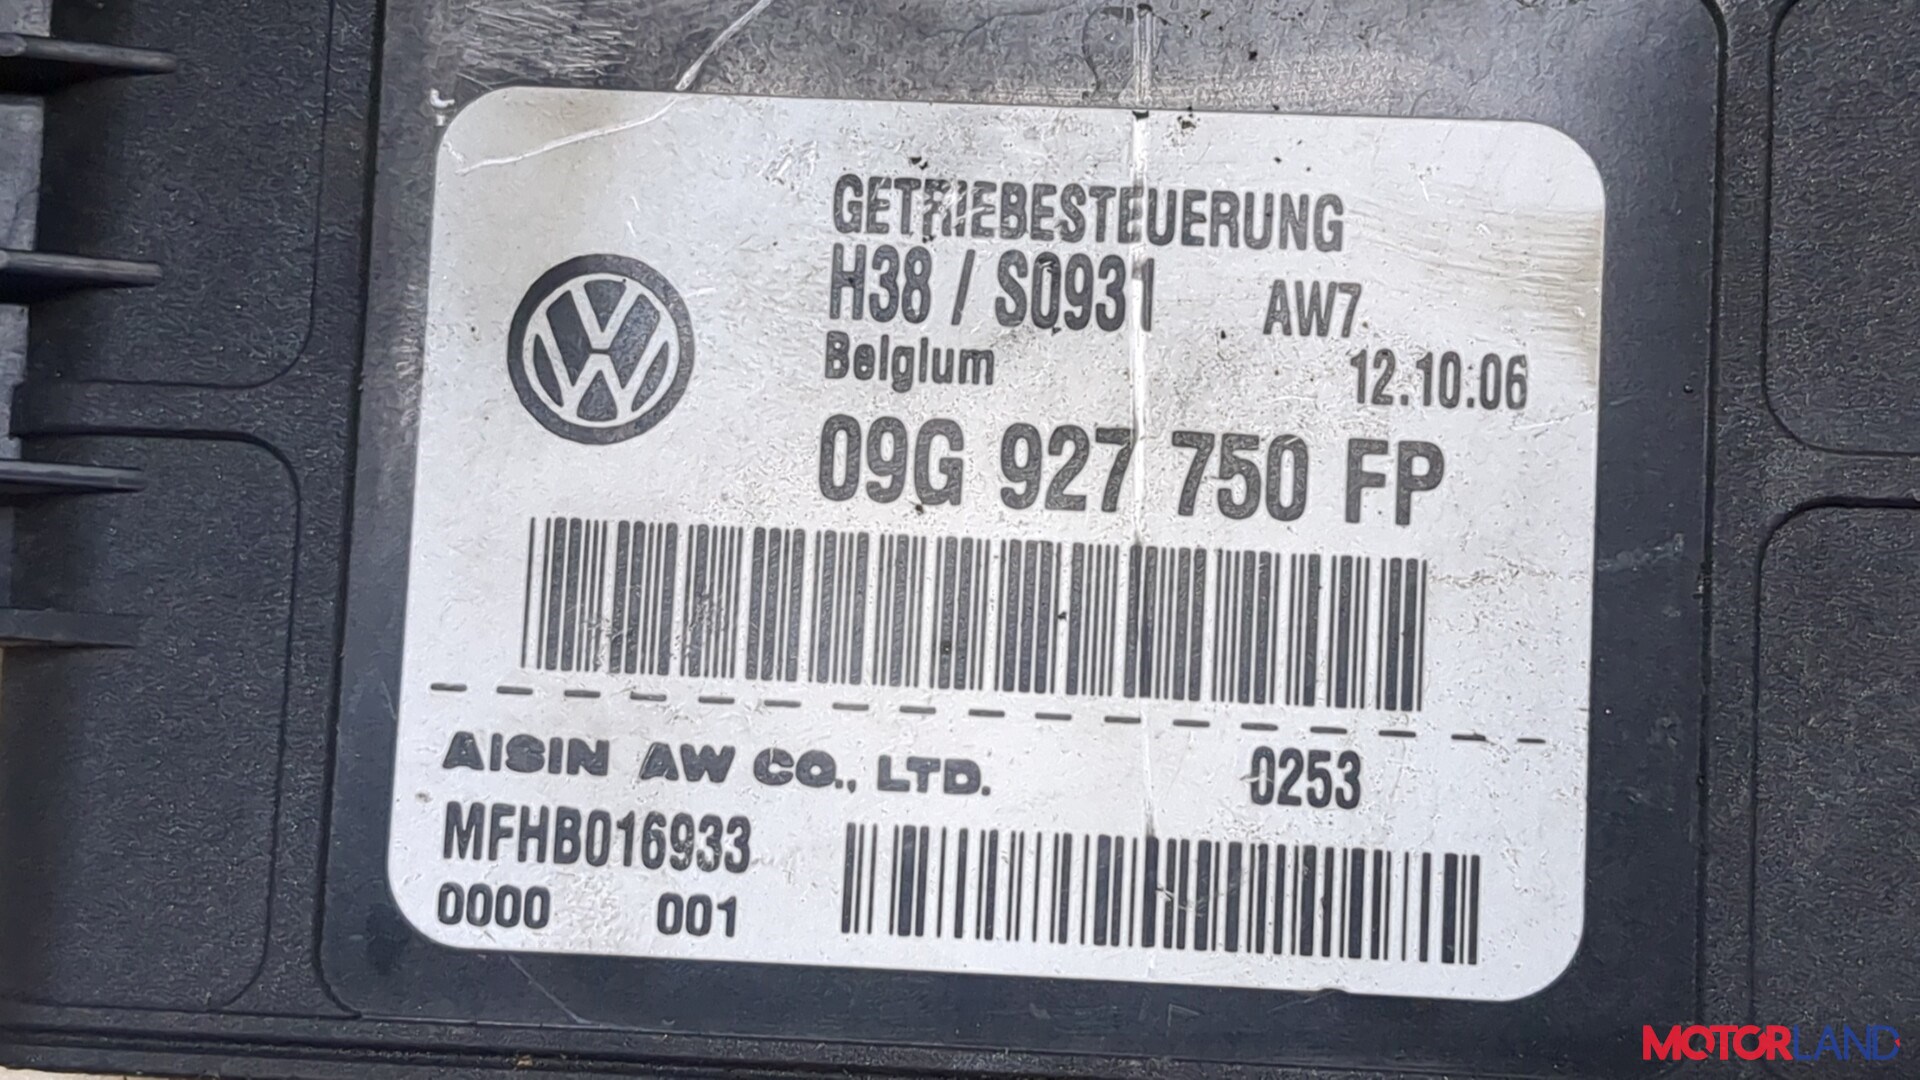 GETRIEBESTEUERUNG
H38 / S0931 AW7
Belgium 12.10.06
09G 927 750 FP
AISIN AW CO., LTD. 0253
MFHB016933
0000 001
MOTORLAND